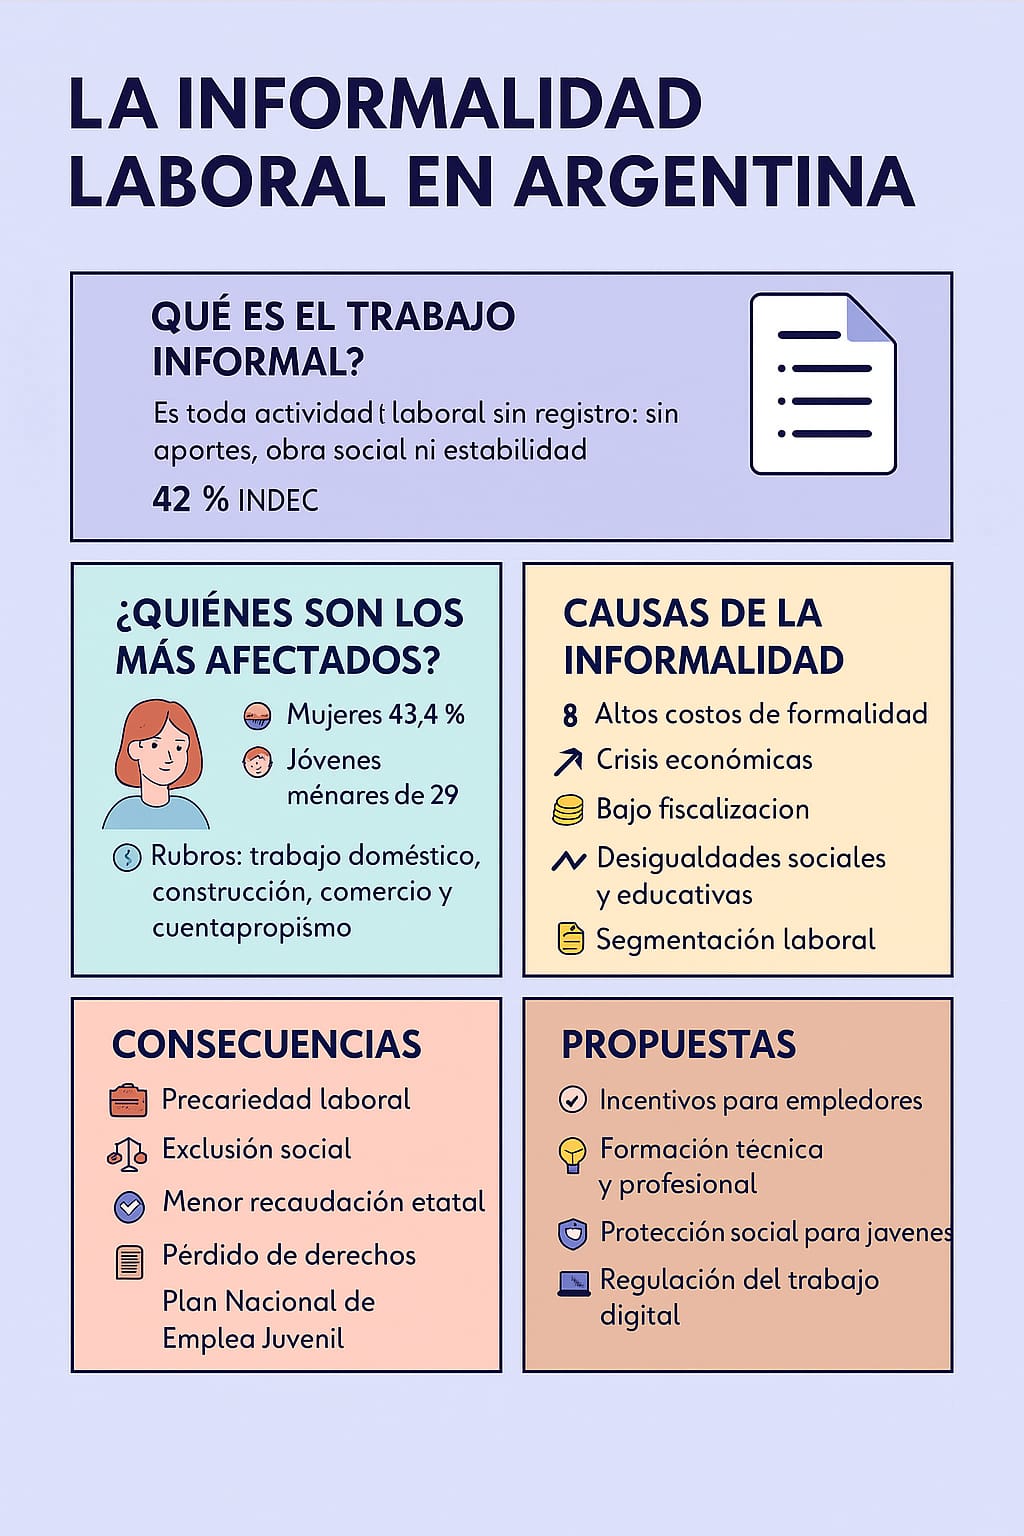 LA INFORMALIDAD
LABORAL EN ARGENTINA
QUÉ ES EL TRABAJO
INFORMAL?
Es toda actividad t laboral sin registro: sin
aportes, obra social ni estabilidad
42 % INDEC
¿QUIÉNES SON LOS
MÁS AFECTADOS?
Mujeres 43,4 %
Jóvenes
ménares de 29
Rubros: trabajo doméstico,
construcción, comercio y
cuentapropísmo
CAUSAS DE LA
INFORMALIDAD
8 Altos costos de formalidad
Crisis económicas
Bajo fiscalizacion
Desigualdades sociales
y educativas
Segmentación laboral
CONSECUENCIAS
Precariedad laboral
Exclusión social
Menor recaudación etatal
Pérdido de derechos
Plan Nacional de
Emplea Juvenil
PROPUESTAS
Incentivos para empledores
Formación técnica
y profesional
Protección social para javenes
Regulación del trabajo
digital